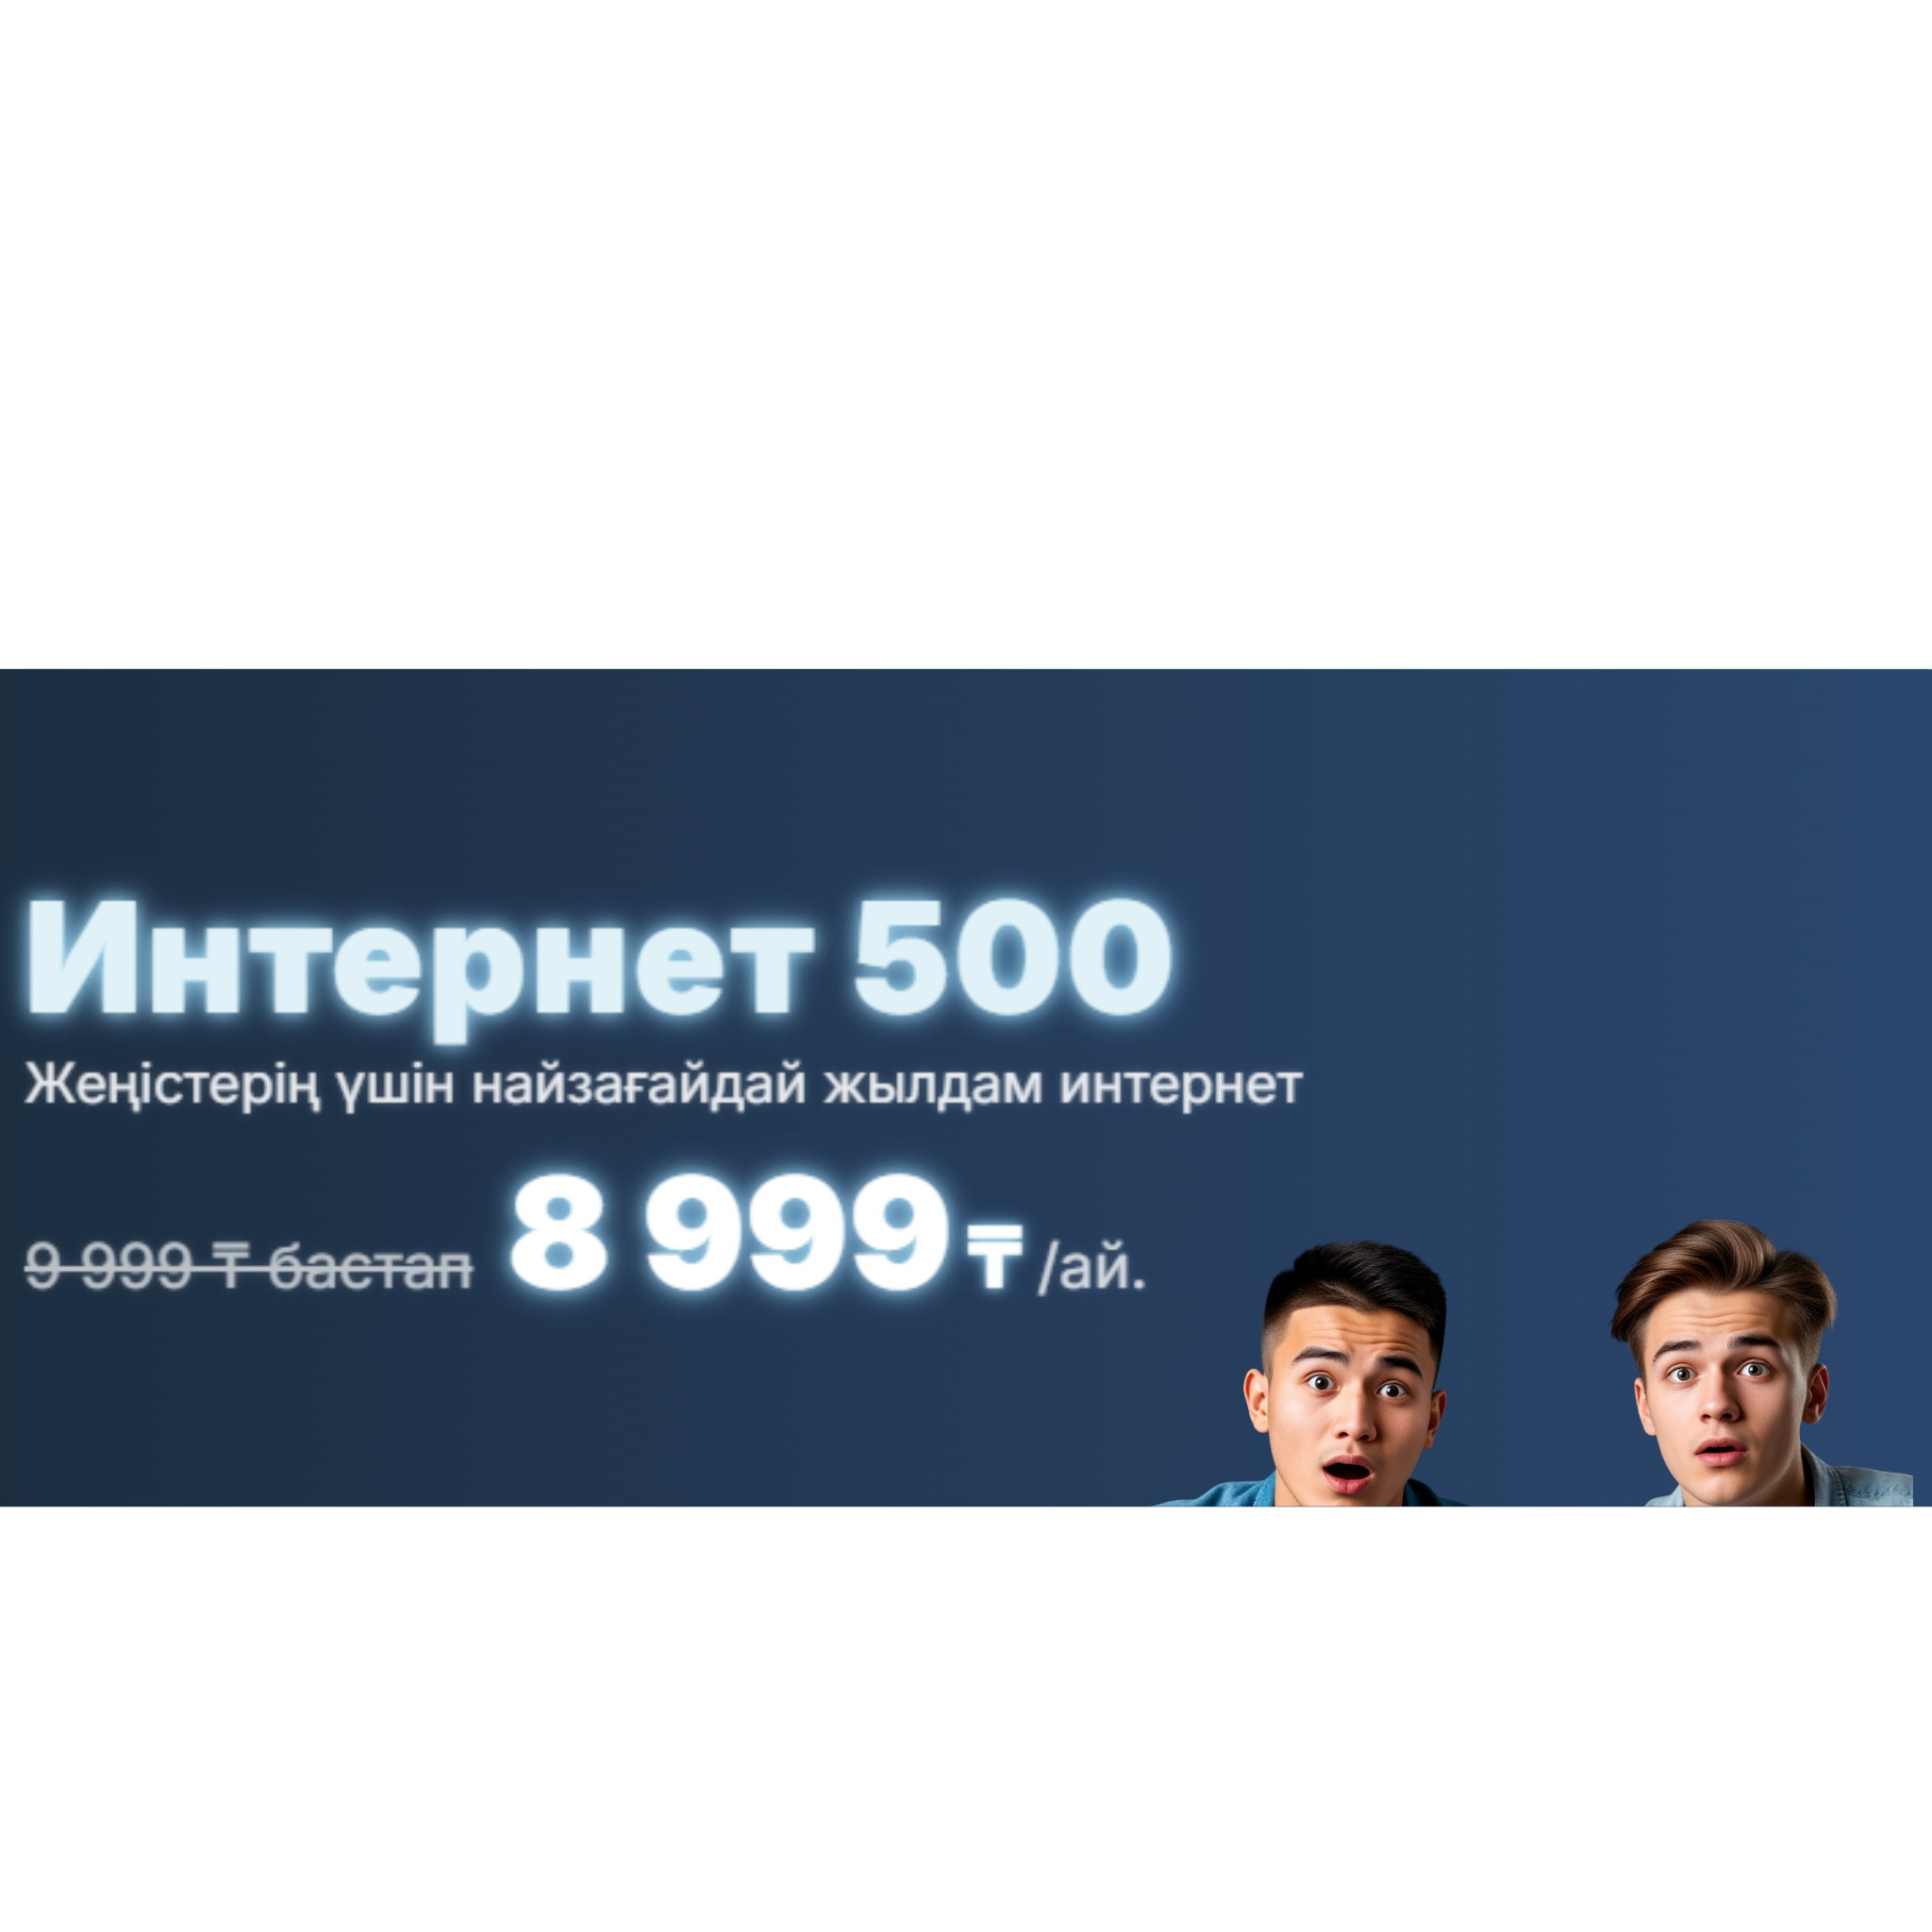 Интернет 500
Жеңістерің үшін найзағайдай жылдам интернет
9 999 ₸ бастап 8 999 ₸ /ай.